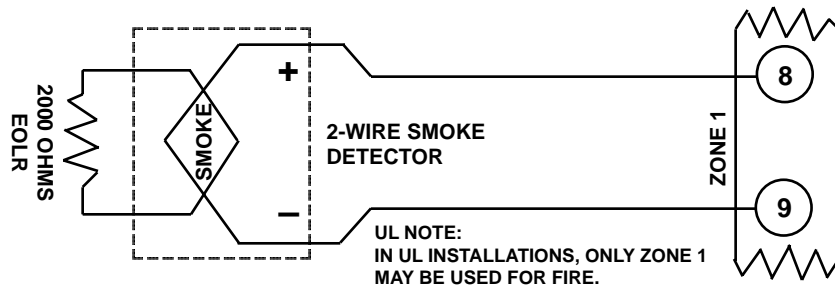 2000 OHMS
EOLR
SMOKE
+
–
2-WIRE SMOKE
DETECTOR
ZONE 1
8
9
UL NOTE:
IN UL INSTALLATIONS, ONLY ZONE 1
MAY BE USED FOR FIRE.